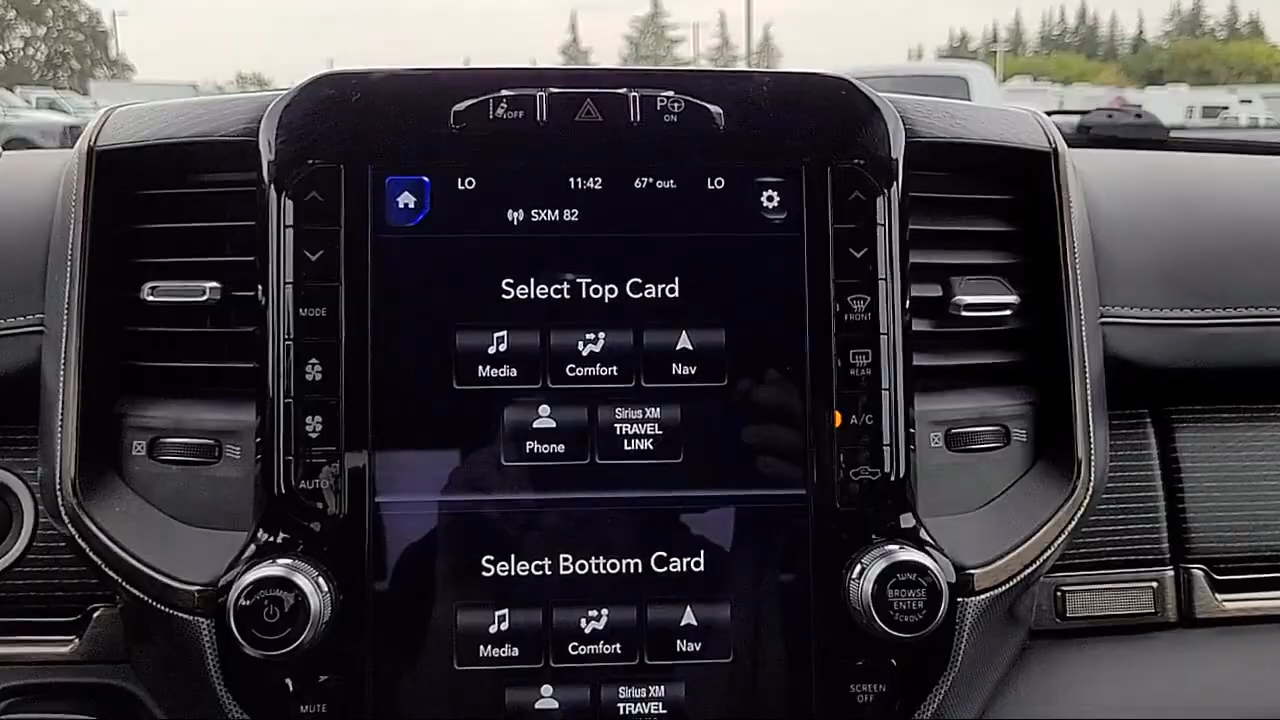 OFF
P
ON
LO
11:42
67° out.
LO
SXM 82
Select Top Card
MODE
FRONT
Media
Comfort
Nav
REAR
Phone
Sirius XM
TRAVEL
LINK
A/C
AUTO
Select Bottom Card
VOLUME
TUNE
BROWSE
ENTER
SCROLL
Media
Comfort
Nav
Sirius XM
TRAVEL
SCREEN
OFF
MUTE